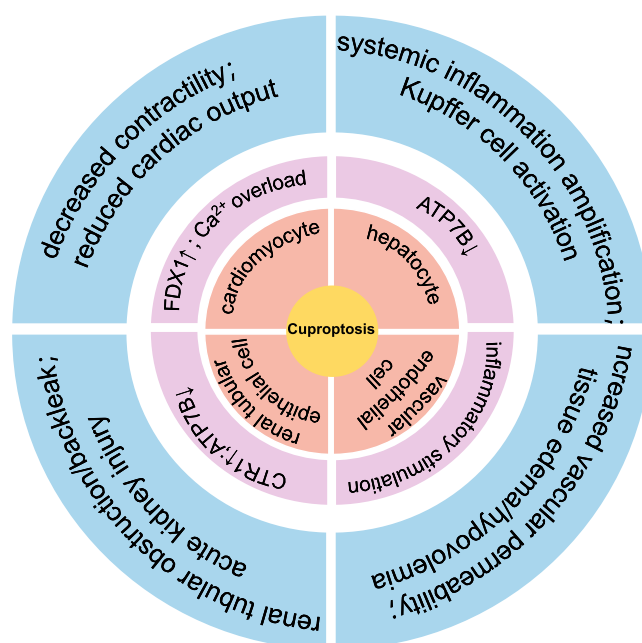 decreased contractility;
reduced cardiac output
systemic inflammation amplification;
Kupffer cell activation
FDX1↑; Ca²⁺ overload
ATP7B↓
cardiomyocyte
hepatocyte
Cuproptosis
renal tubular
epithelial cell
vascular
endothelial
cell
CTR1↑;ATP7B↓
inflammatory stimulation
renal tubular obstruction/backleak;
acute kidney injury
ncreased vascular permeability;
tissue edema/hypovolemia